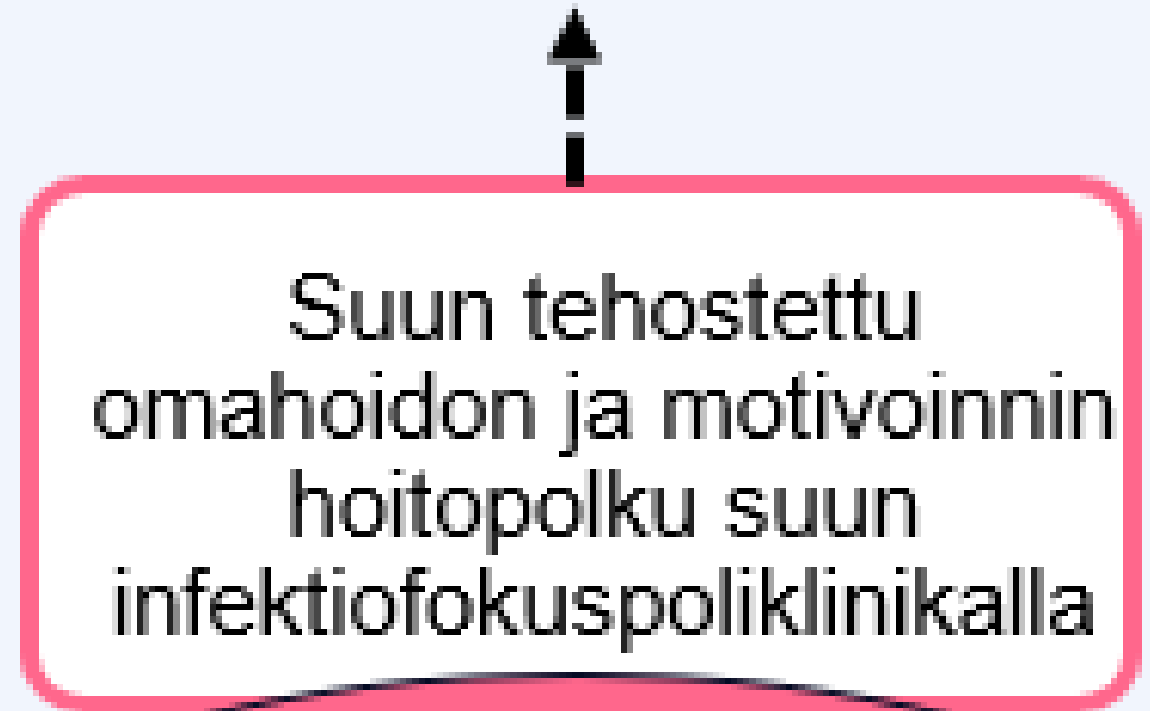 Suun tehostettu
omahoidon ja motivoinnin
hoitopolku suun
infektiofokuspoliklinikalla